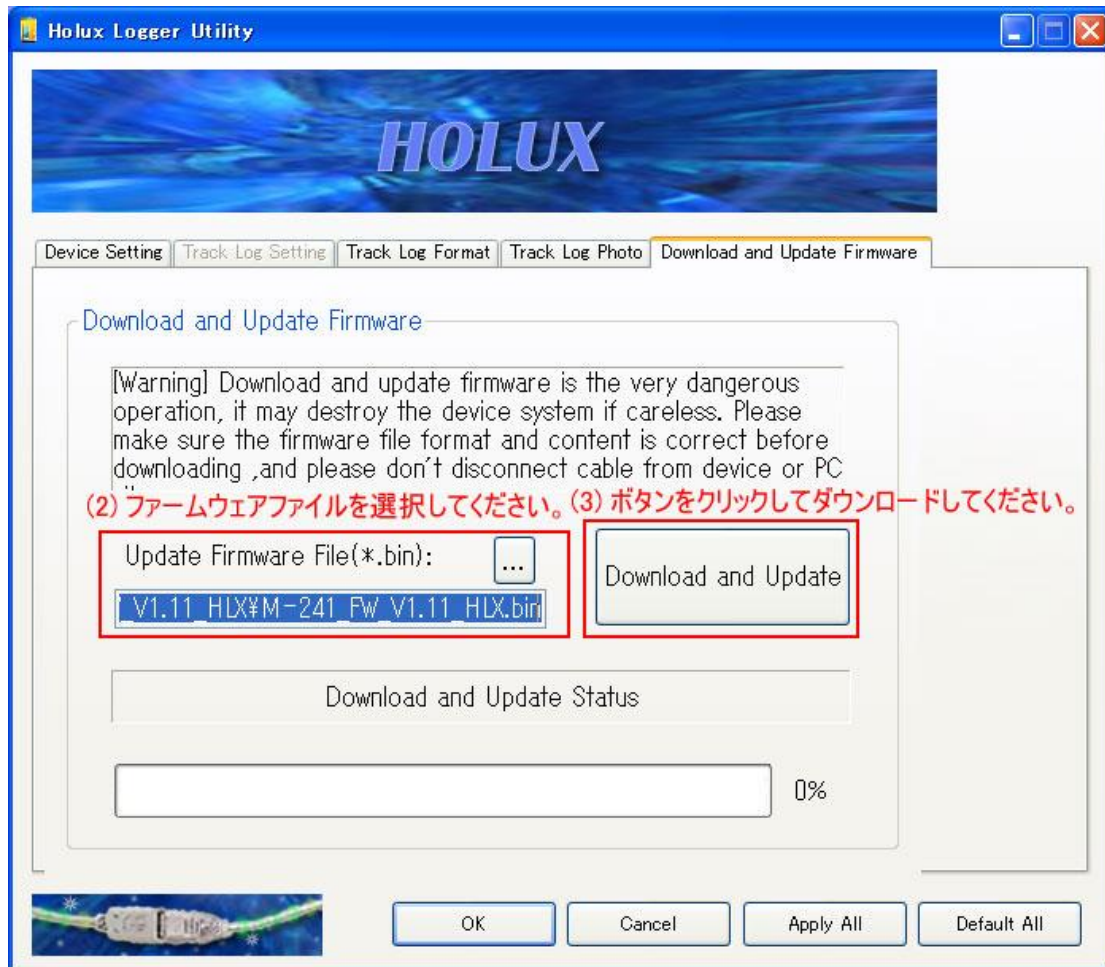 Holux Logger Utility
HOLUX
Device Setting Track Log Setting Track Log Format Track Log Photo Download and Update Firmware
Download and Update Firmware
[Warning] Download and update firmware is the very dangerous
operation, it may destroy the device system if careless. Please
make sure the firmware file format and content is correct before
downloading ,and please don't disconnect cable from device or PC
(2) ファームウェアファイルを選択してください。 (3) ボタンをクリックしてダウンロードしてください。
Update Firmware File(*.bin): ...
_V1.11_HLX¥M-241_FW_V1.11_HLX.bin
Download and Update
Download and Update Status
0%
OK Cancel Apply All Default All